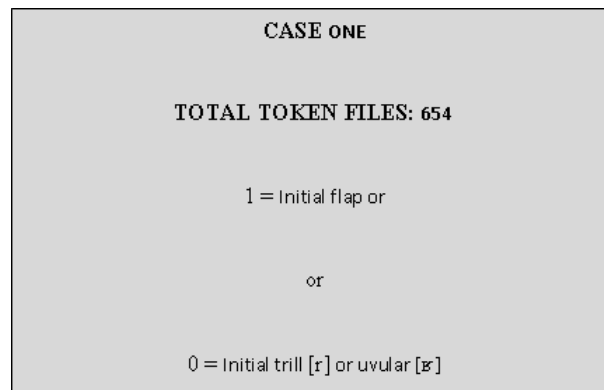 CASE ONE
TOTAL TOKEN FILES: 654
1 = Initial flap or
or
0 = Initial trill [r] or uvular [ʁ]